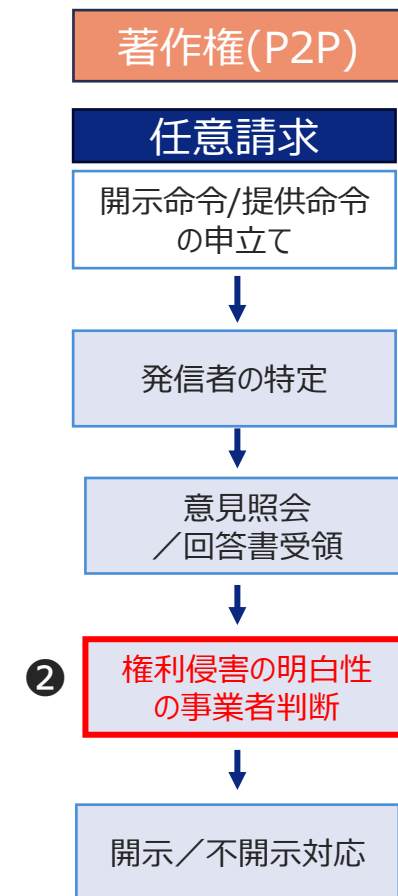 著作権(P2P)
任意請求
開示命令/提供命令
の申立て
発信者の特定
意見照会
／回答書受領
❷
権利侵害の明白性
の事業者判断
開示／不開示対応